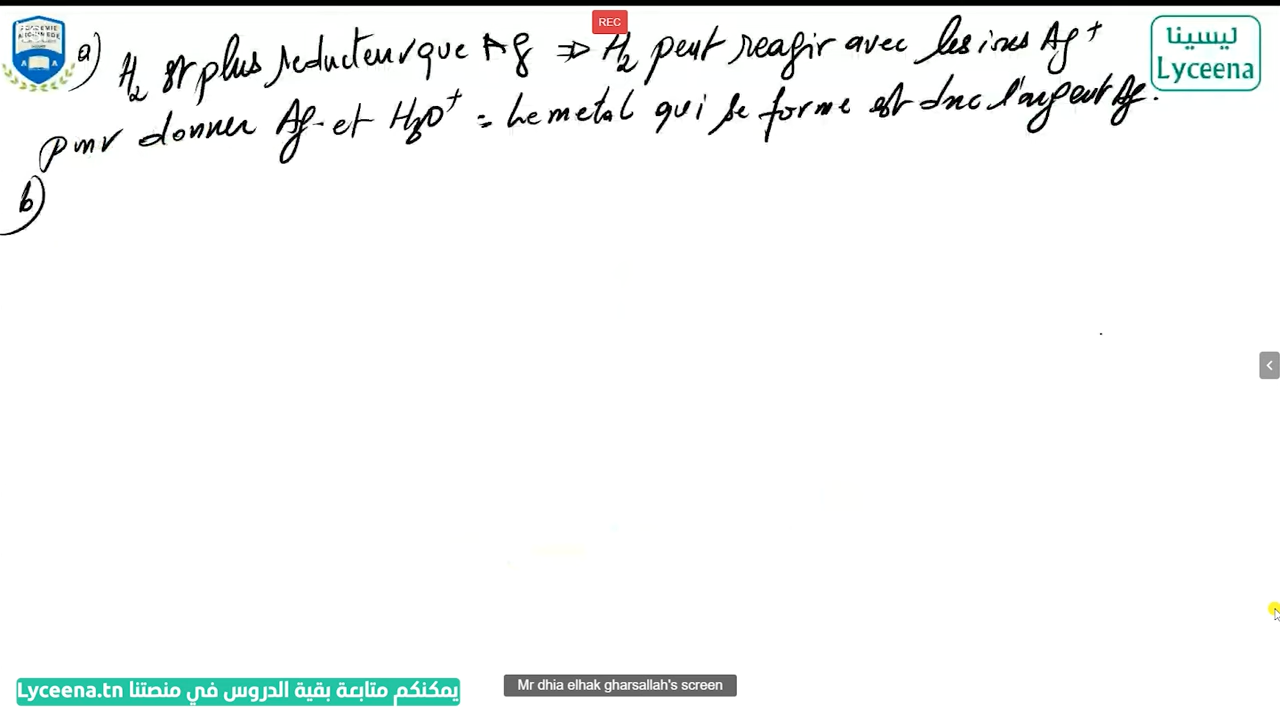 REC
ACADEMIE
ARCHIMEDE
ليسينا
Lyceena
a) H₂ est plus reducteur que Ag ⇒ H₂ peut reagir avec les ions Ag⁺
pour donner Ag et H₃O⁺ = Le metal qui se forme est donc l'argent Ag.
b)
يمكنكم متابعة بقية الدروس في منصتنا Lyceena.tn
Mr dhia elhak gharsallah's screen